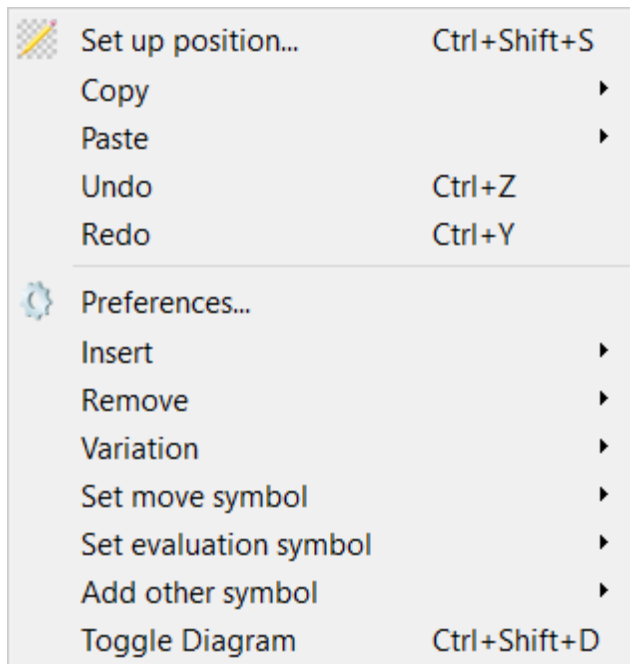 Set up position... Ctrl+Shift+S
Copy
Paste
Undo Ctrl+Z
Redo Ctrl+Y
Preferences...
Insert
Remove
Variation
Set move symbol
Set evaluation symbol
Add other symbol
Toggle Diagram Ctrl+Shift+D